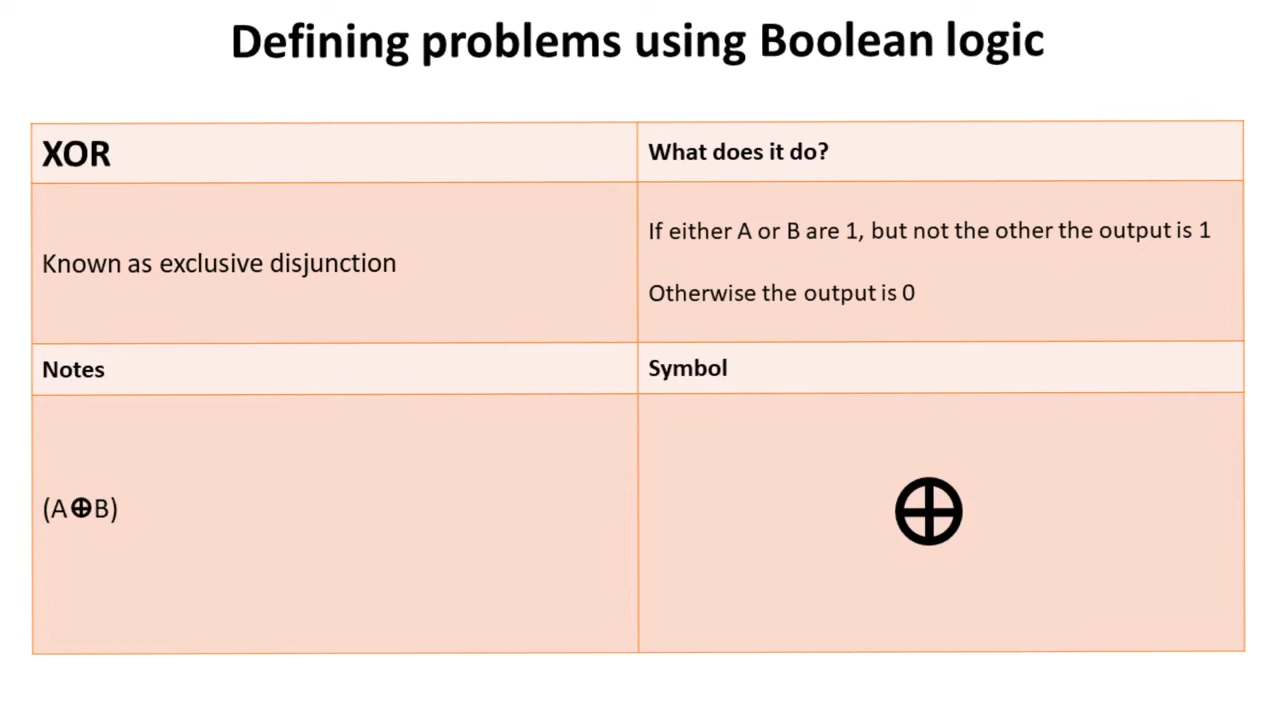 Defining problems using Boolean logic
XOR
What does it do?
Known as exclusive disjunction
If either A or B are 1, but not the other the output is 1
Otherwise the output is 0
Notes
Symbol
(A⊕B)
⊕